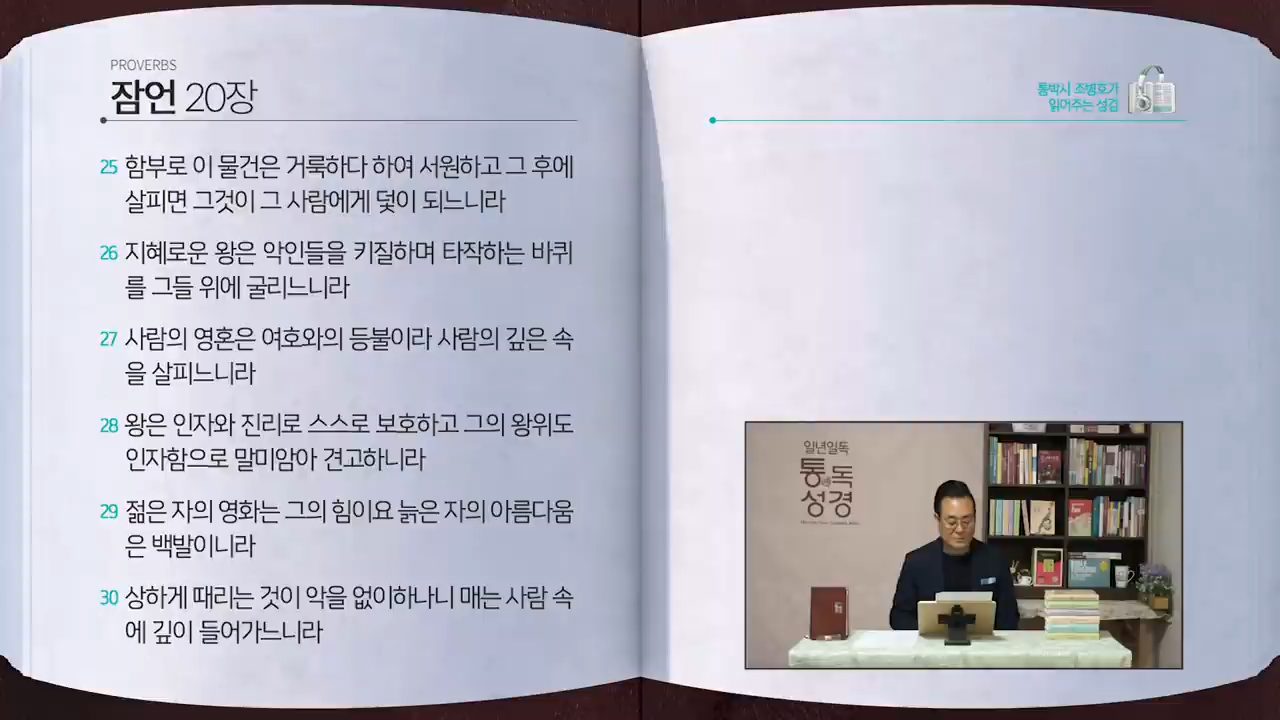 PROVERBS
잠언 20장
통박사 조병호가
읽어주는 성경
25 함부로 이 물건은 거룩하다 하여 서원하고 그 후에
살피면 그것이 그 사람에게 덫이 되느니라
26 지혜로운 왕은 악인들을 키질하며 타작하는 바퀴
를 그들 위에 굴리느니라
27 사람의 영혼은 여호와의 등불이라 사람의 깊은 속
을 살피느니라
28 왕은 인자와 진리로 스스로 보호하고 그의 왕위도
인자함으로 말미암아 견고하니라
29 젊은 자의 영화는 그의 힘이요 늙은 자의 아름다움
은 백발이니라
30 상하게 때리는 것이 악을 없이하나니 매는 사람 속
에 깊이 들어가느니라
일년일독
통독
성경